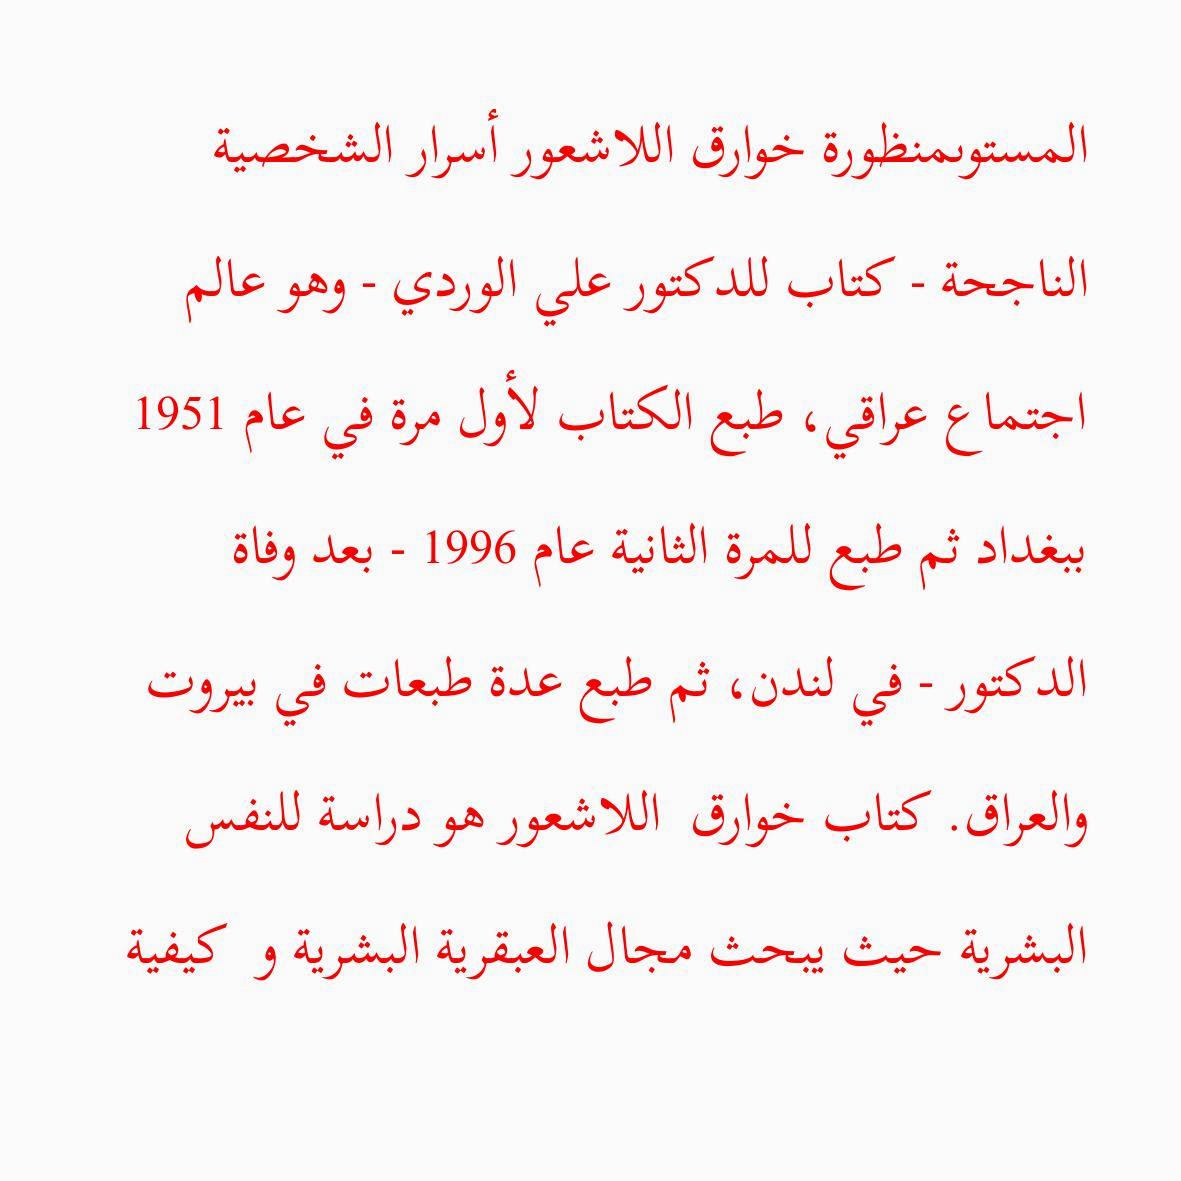 المستوىمنظورة خوارق اللاشعور أسرار الشخصية
الناجحة - كتاب للدكتور علي الوردي - وهو عالم
اجتماع عراقي، طبع الكتاب لأول مرة في عام 1951
ببغداد ثم طبع للمرة الثانية عام 1996 - بعد وفاة
الدكتور - في لندن، ثم طبع عدة طبعات في بيروت
والعراق. كتاب خوارق اللاشعور هو دراسة للنفس
البشرية حيث يبحث مجال العبقرية البشرية و كيفية